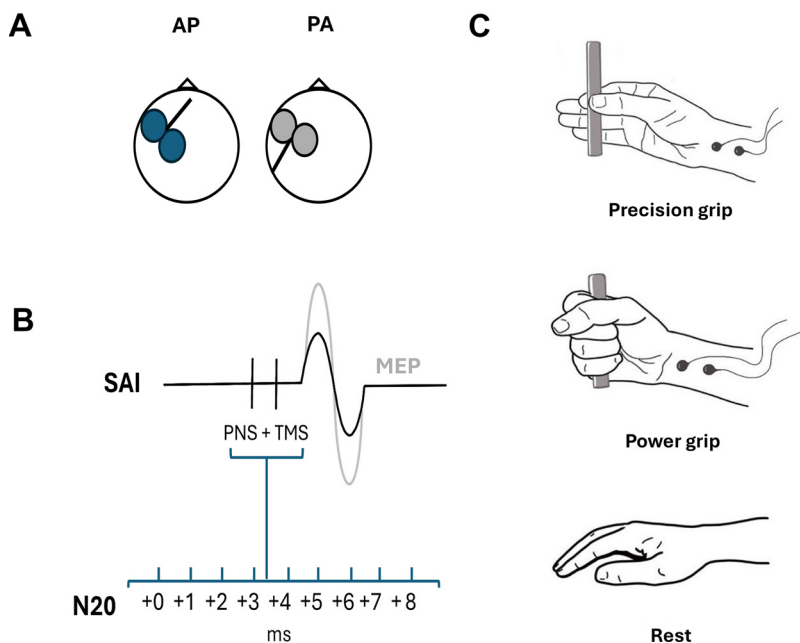 A
AP
PA
C
Precision grip
B
SAI
MEP
PNS + TMS
Power grip
N20
+0 +1 +2 +3 +4 +5 +6 +7 +8
ms
Rest